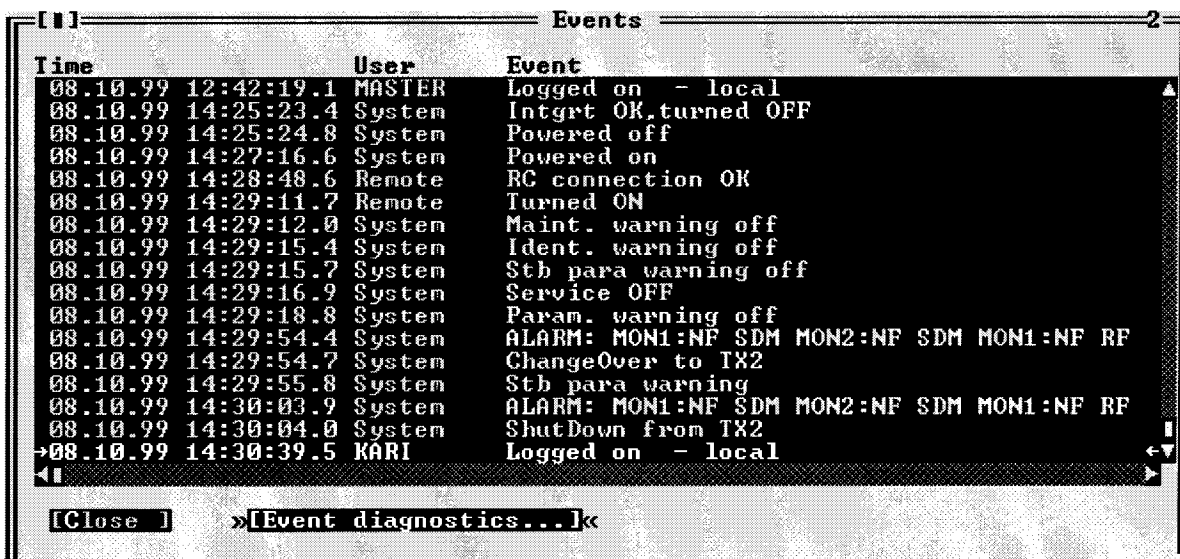 Events 2
Time User Event
08.10.99 12:42:19.1 MASTER Logged on - local
08.10.99 14:25:23.4 System Intgrt OK,turned OFF
08.10.99 14:25:24.8 System Powered off
08.10.99 14:27:16.6 System Powered on
08.10.99 14:28:48.6 Remote RC connection OK
08.10.99 14:29:11.7 Remote Turned ON
08.10.99 14:29:12.0 System Maint. warning off
08.10.99 14:29:15.4 System Ident. warning off
08.10.99 14:29:15.7 System Stb para warning off
08.10.99 14:29:16.9 System Service OFF
08.10.99 14:29:18.8 System Param. warning off
08.10.99 14:29:54.4 System ALARM: MON1:NF SDM MON2:NF SDM MON1:NF RF
08.10.99 14:29:54.7 System ChangeOver to TX2
08.10.99 14:29:55.8 System Stb para warning
08.10.99 14:30:03.9 System ALARM: MON1:NF SDM MON2:NF SDM MON1:NF RF
08.10.99 14:30:04.0 System ShutDown from TX2
→08.10.99 14:30:39.5 KARI Logged on - local
[Close ] »[Event diagnostics...]«